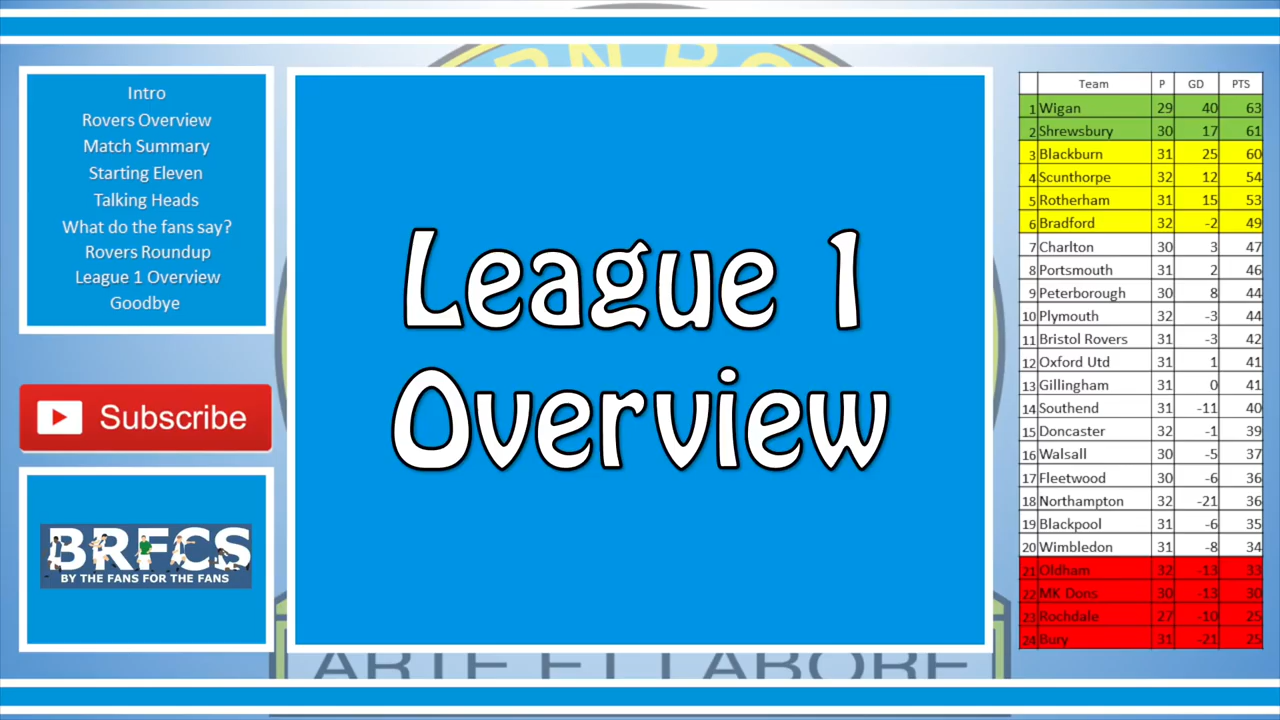 RN RO
Intro
Rovers Overview
Match Summary
Starting Eleven
Talking Heads
What do the fans say?
Rovers Roundup
League 1 Overview
Goodbye
Subscribe
BRFCS
BY THE FANS FOR THE FANS
League 1
Overview
Team P GD PTS
1 Wigan 29 40 63
2 Shrewsbury 30 17 61
3 Blackburn 31 25 60
4 Scunthorpe 32 12 54
5 Rotherham 31 15 53
6 Bradford 32 -2 49
7 Charlton 30 3 47
8 Portsmouth 31 2 46
9 Peterborough 30 8 44
10 Plymouth 32 -3 44
11 Bristol Rovers 31 -3 42
12 Oxford Utd 31 1 41
13 Gillingham 31 0 41
14 Southend 31 -11 40
15 Doncaster 32 -1 39
16 Walsall 30 -5 37
17 Fleetwood 30 -6 36
18 Northampton 32 -21 36
19 Blackpool 31 -6 35
20 Wimbledon 31 -8 34
21 Oldham 32 -13 33
22 MK Dons 30 -13 30
23 Rochdale 27 -10 25
24 Bury 31 -21 25
ARTE ET LABORE